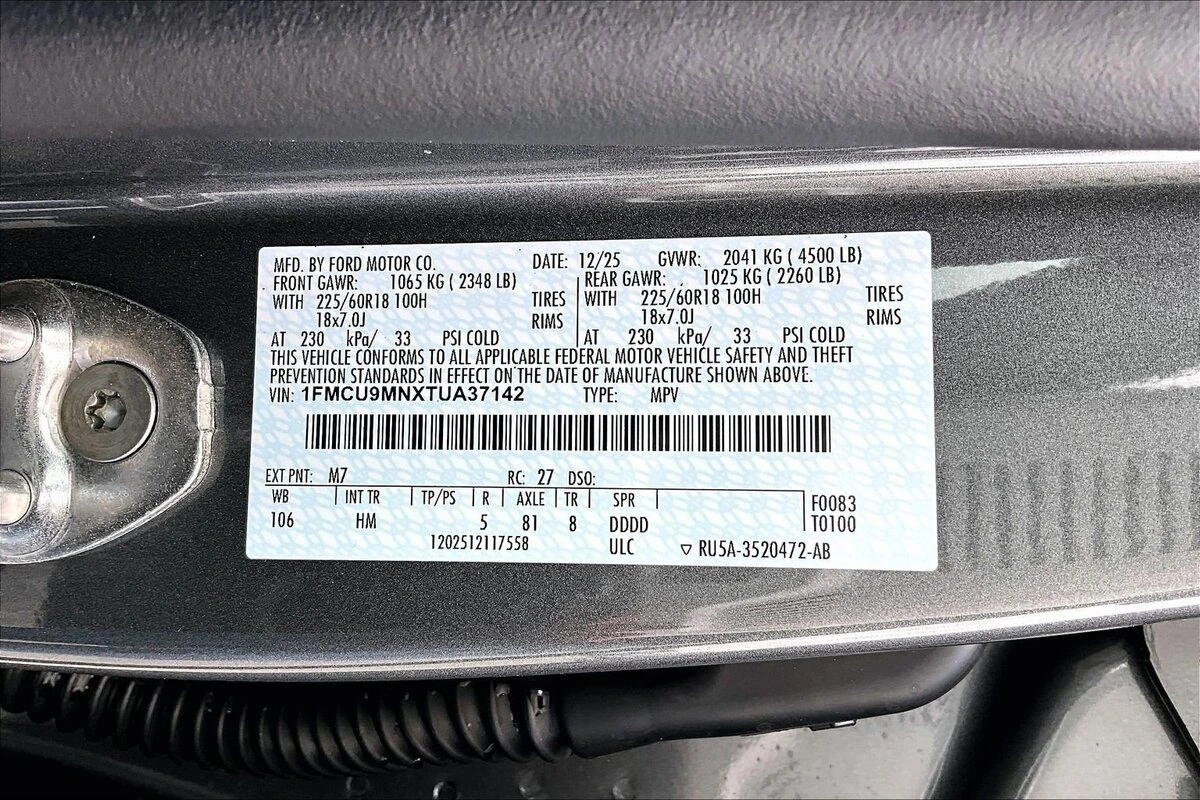 MFD. BY FORD MOTOR CO. DATE: 12/25 GVWR: 2041 KG ( 4500 LB)
FRONT GAWR: 1065 KG ( 2348 LB) REAR GAWR: 1025 KG ( 2260 LB)
WITH 225/60R18 100H TIRES WITH 225/60R18 100H TIRES
18x7.0J RIMS 18x7.0J RIMS
AT 230 kPa/ 33 PSI COLD AT 230 kPa/ 33 PSI COLD
THIS VEHICLE CONFORMS TO ALL APPLICABLE FEDERAL MOTOR VEHICLE SAFETY AND THEFT
PREVENTION STANDARDS IN EFFECT ON THE DATE OF MANUFACTURE SHOWN ABOVE.
VIN: 1FMCU9MNXTUA37142 TYPE: MPV
EXT PNT: M7 RC: 27 DSO:
WB INT TR TP/PS R AXLE TR SPR F0083
106 HM 5 81 8 DDDD T0100
1202512117558 ULC ▽ RU5A-3520472-AB